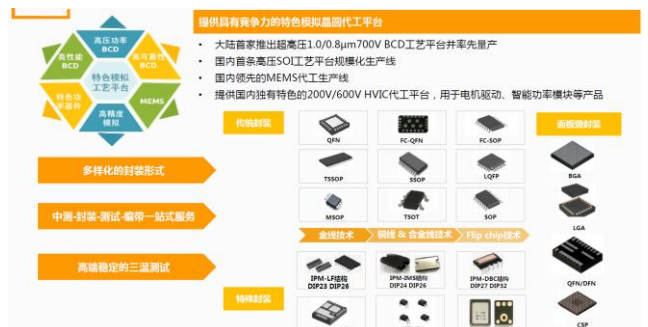 提供具有竞争力的特色模拟晶圆代工平台
• 大陆首家推出超高压1.0/0.8μm700V BCD工艺平台并率先量产
• 国内首条高压SOI工艺平台规模化生产线
• 国内领先的MEMS代工生产线
• 提供国内独有特色的200V/600V HVIC代工平台，用于电机驱动、智能功率模块等产品
高压功率
BCD
高性能
BCD
高可靠性
BCD
特色模拟
工艺平台
特色功
率器件
MEMS
高精度
模拟
多样化的封装形式
中测-封装-测试-编带一站式服务
高端稳定的三温测试
传统封装
QFN
FC-QFN
FC-SOP
TSSOP
SSOP
LQFP
MSOP
TSOT
SOP
金线技术
铜线 & 合金线技术
Flip chip技术
IPM-LF结构
DIP23 DIP26
IPM-IMS结构
DIP24 DIP26
IPM-DBC结构
DIP27 DIP32
特殊封装
面板级封装
BGA
LGA
QFN/DFN
CSP